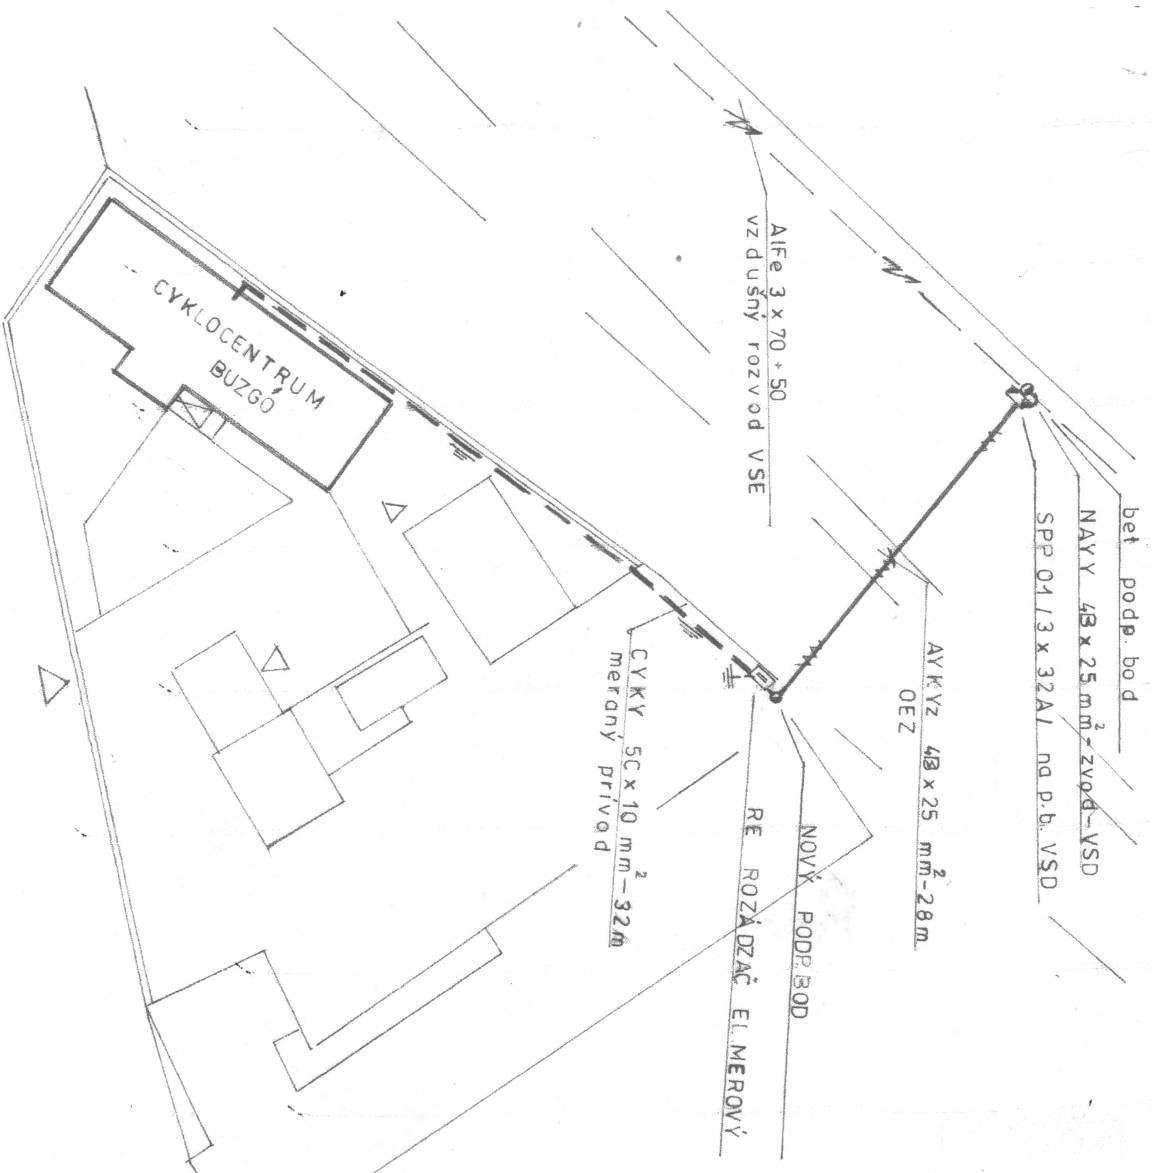 bet podp. bod
NAYY 4B x 25 mm² - zvod - VSD
SPP 01 / 3 x 32A / na p.b. VSD
AYKYz 4B x 25 mm² - 28m
OEZ
NOVÝ PODP. BOD
RE ROZÁDZAČ EL. MEROVÝ
CYKY 5C x 10 mm² - 32m
meraný prívod
AlFe 3 x 70 + 50
vzdušný rozvod VSE
CYKLOCENTRUM
BUZGÓ